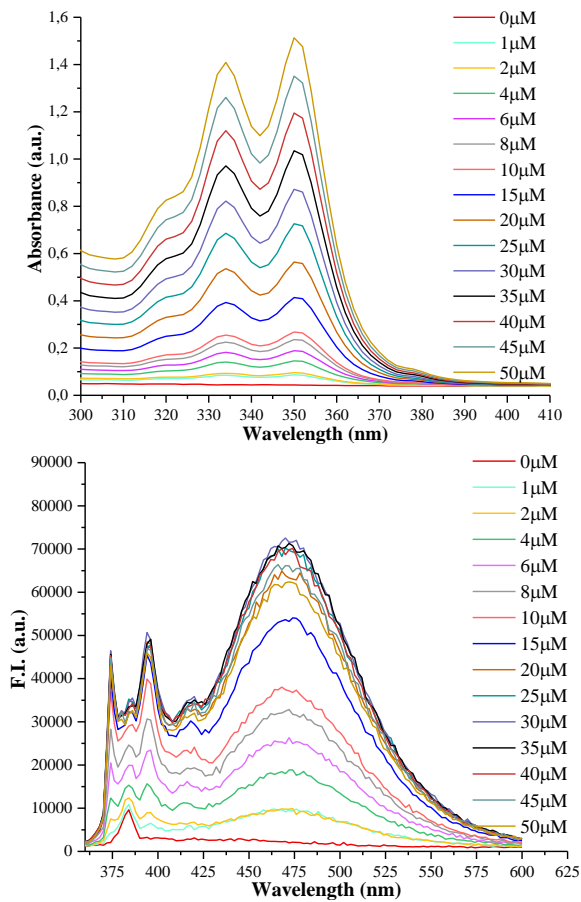 1,6
1,4
1,2
1,0
0,8
0,6
0,4
0,2
0,0
Absorbance (a.u.)
300 310 320 330 340 350 360 370 380 390 400 410
Wavelength (nm)
0μM
1μM
2μM
4μM
6μM
8μM
10μM
15μM
20μM
25μM
30μM
35μM
40μM
45μM
50μM
90000
80000
70000
60000
50000
40000
30000
20000
10000
0
F.I. (a.u.)
375 400 425 450 475 500 525 550 575 600 625
Wavelength (nm)
0μM
1μM
2μM
4μM
6μM
8μM
10μM
15μM
20μM
25μM
30μM
35μM
40μM
45μM
50μM